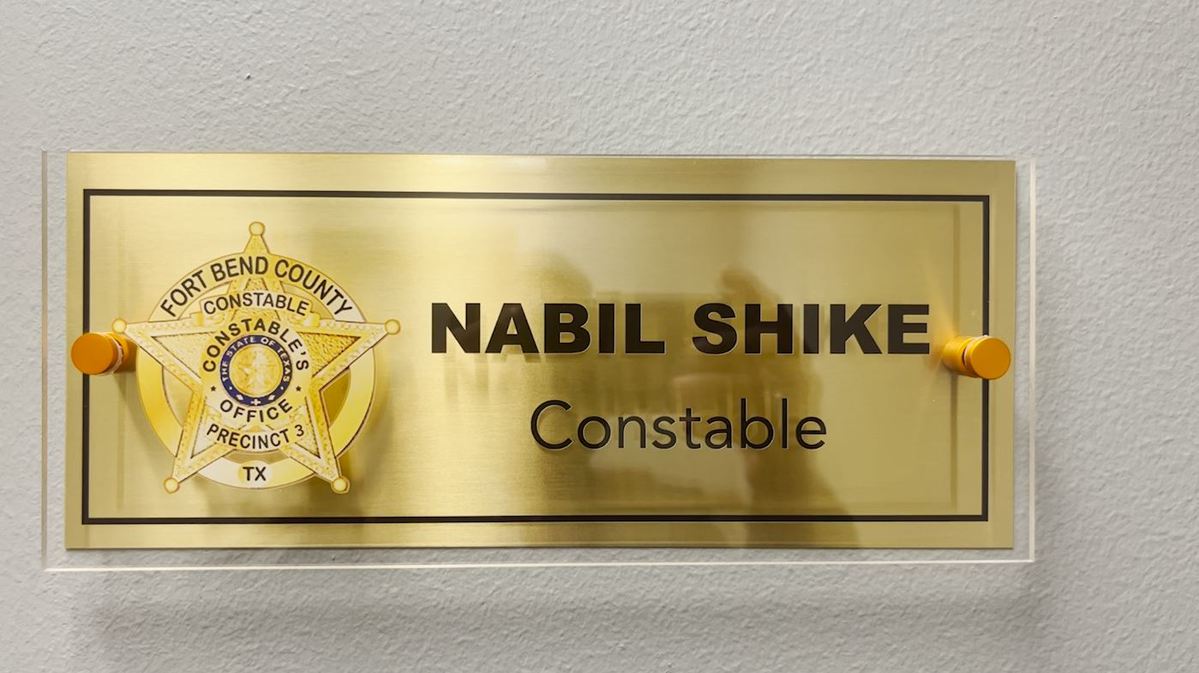 FORT BEND COUNTY
CONSTABLE
CONSTABLE'S
THE STATE OF TEXAS
OFFICE
PRECINCT 3
TX
NABIL SHIKE
Constable